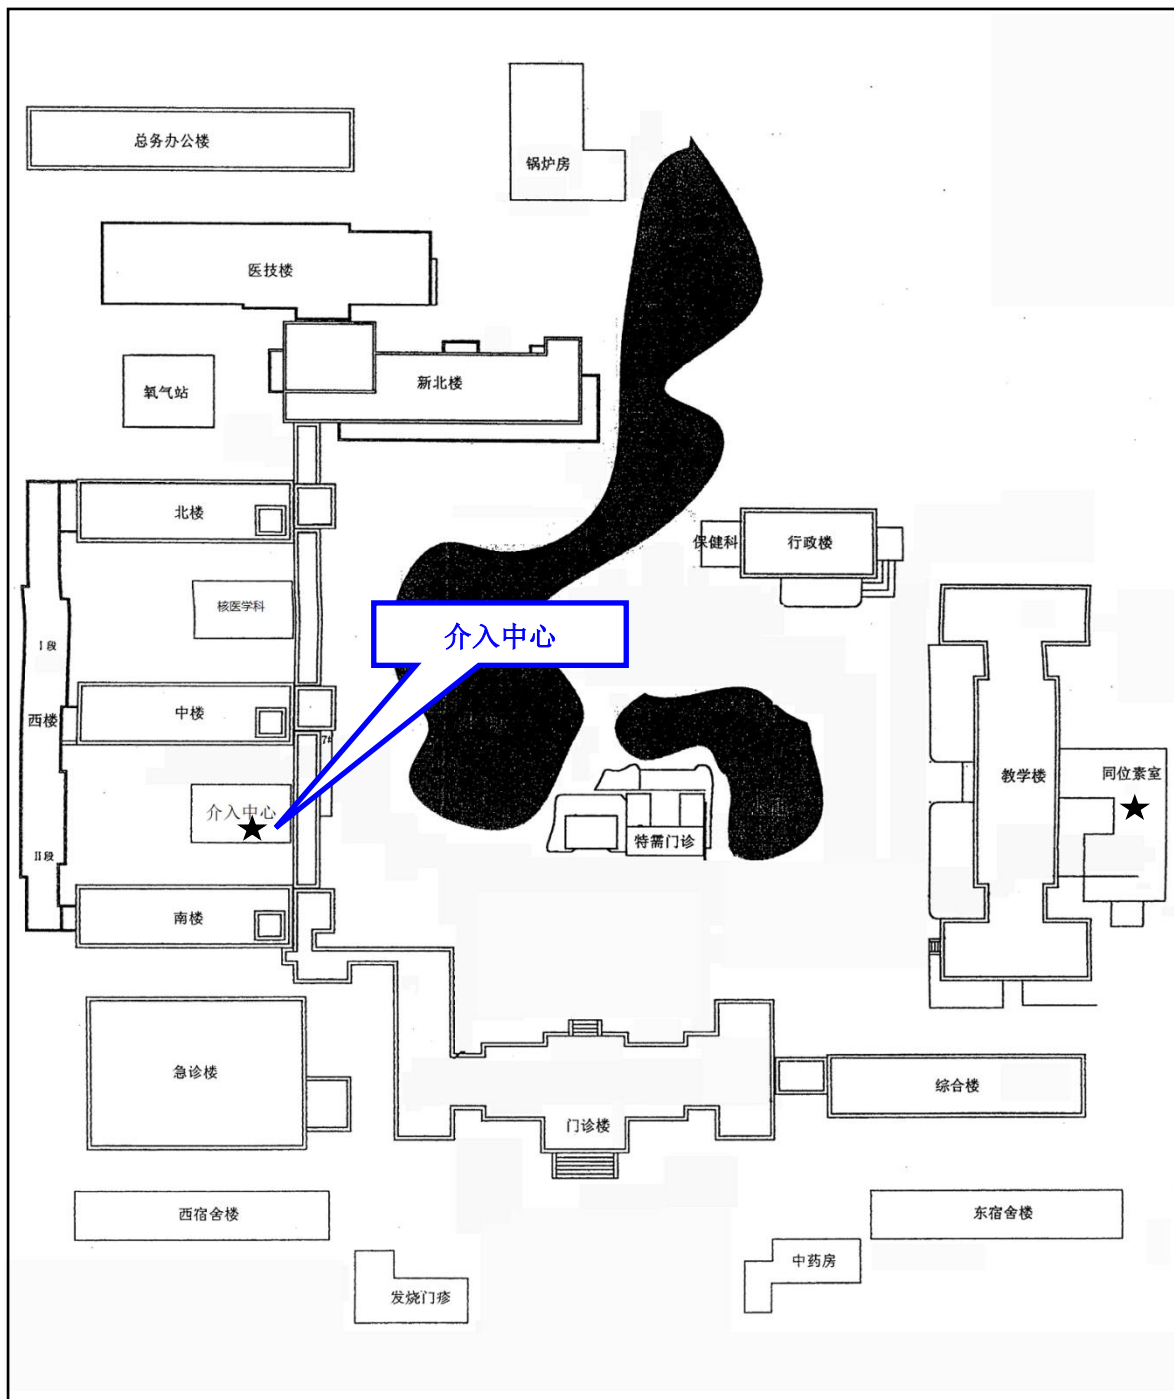 总务办公楼
锅炉房
医技楼
氧气站
新北楼
北楼
保健科
行政楼
核医学科
介入中心
I段
西楼
中楼
教学楼
同位素室
介入中心
特需门诊
II段
南楼
急诊楼
门诊楼
综合楼
西宿舍楼
东宿舍楼
中药房
发烧门疹